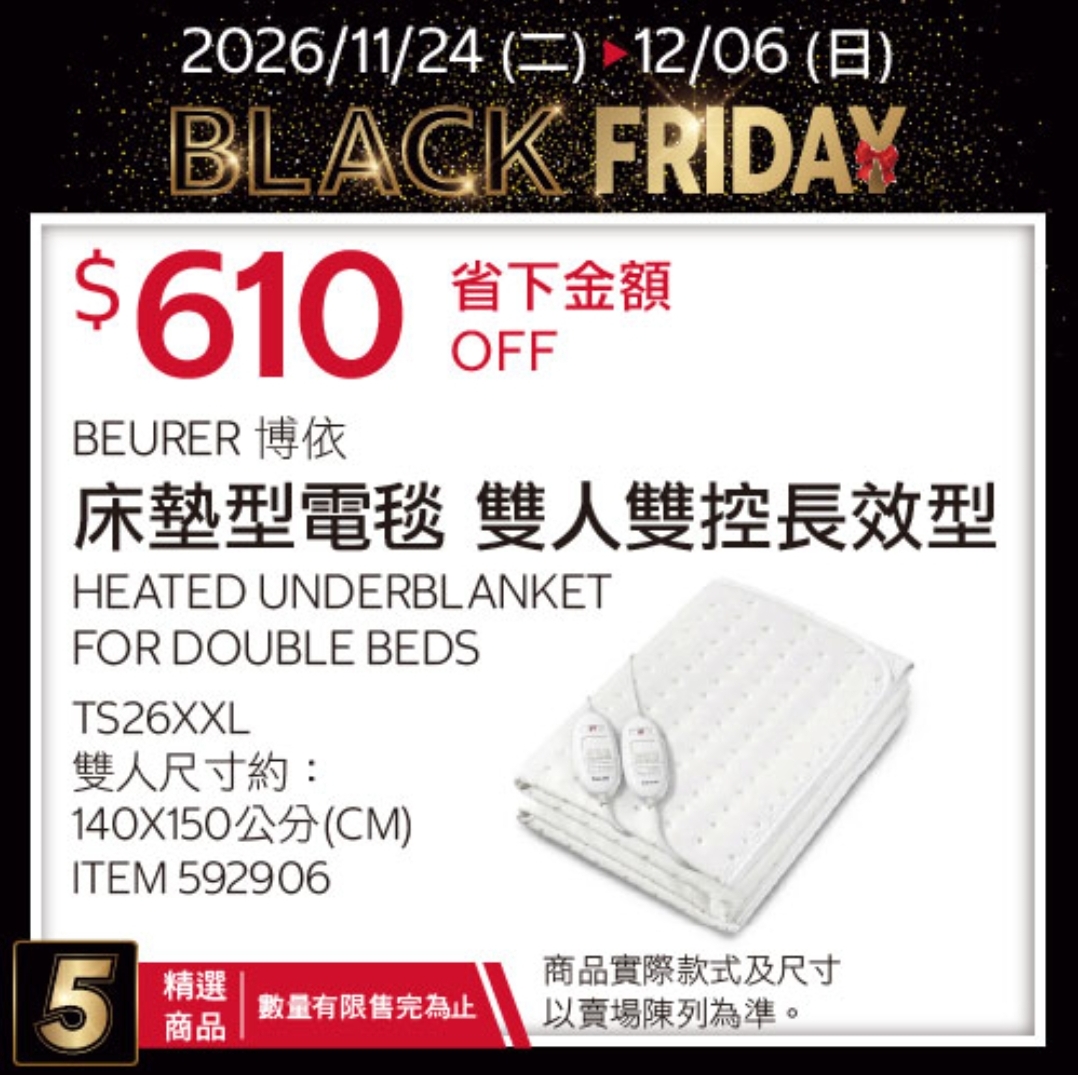 2026/11/24 (二) ▶ 12/06 (日)
BLACK FRIDAY
$610 省下金額
OFF
BEURER 博依
床墊型電毯 雙人雙控長效型
HEATED UNDERBLANKET
FOR DOUBLE BEDS
TS26XXL
雙人尺寸約：
140X150公分(CM)
ITEM 592906
5
精選
商品
數量有限售完為止
商品實際款式及尺寸
以賣場陳列為準。